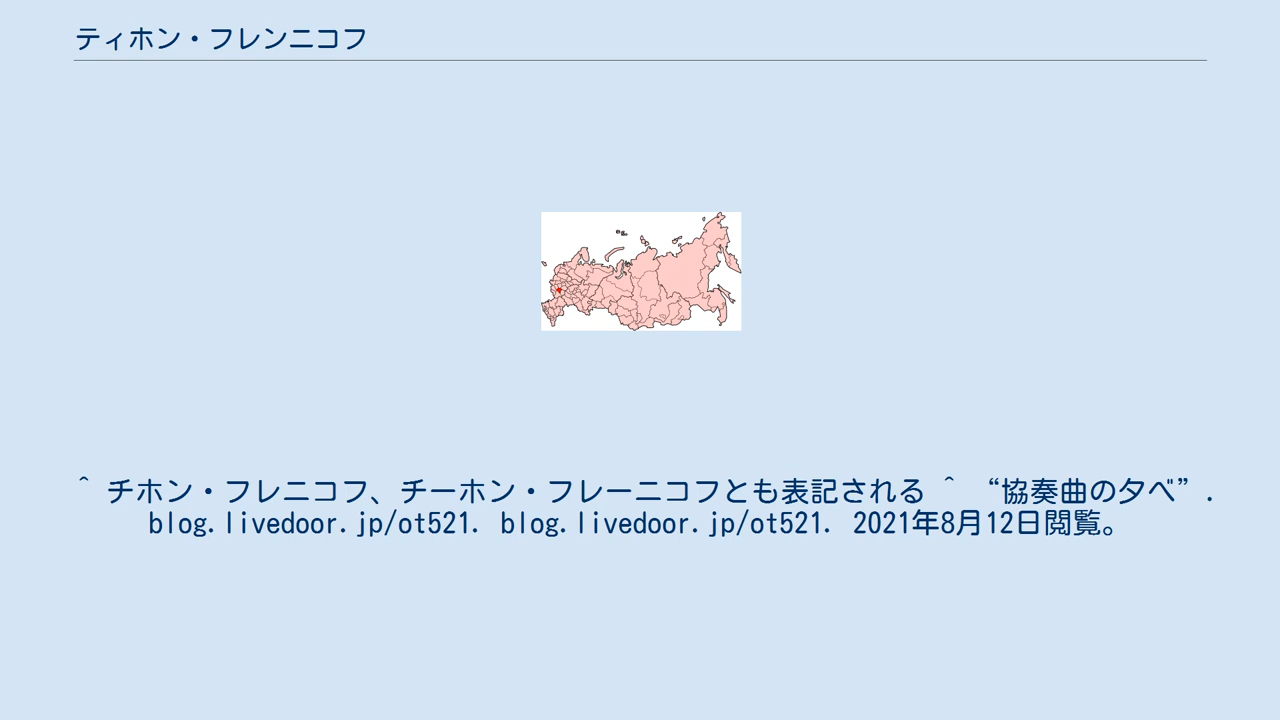 ティホン・フレンニコフ
^ チホン・フレニコフ、チーホン・フレーニコフとも表記される ^ “協奏曲の夕べ”.
blog.livedoor.jp/ot521. blog.livedoor.jp/ot521. 2021年8月12日閲覧。